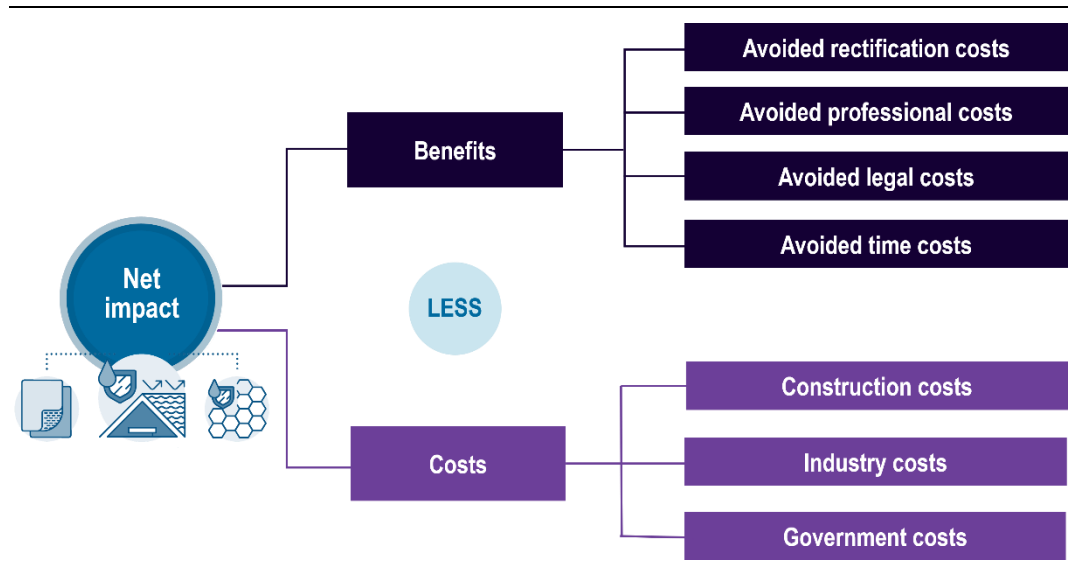 Net
impact
Benefits
Avoided rectification costs
Avoided professional costs
Avoided legal costs
Avoided time costs
LESS
Costs
Construction costs
Industry costs
Government costs